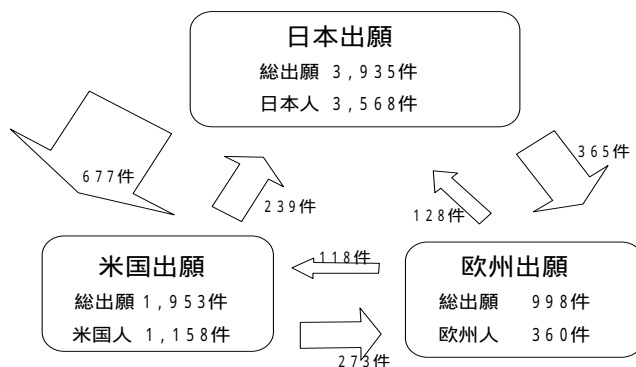 日本出願
総出願 3,935件
日本人 3,568件
677件
239件
128件
365件
米国出願
総出願 1,953件
米国人 1,158件
118件
273件
欧州出願
総出願 998件
欧州人 360件